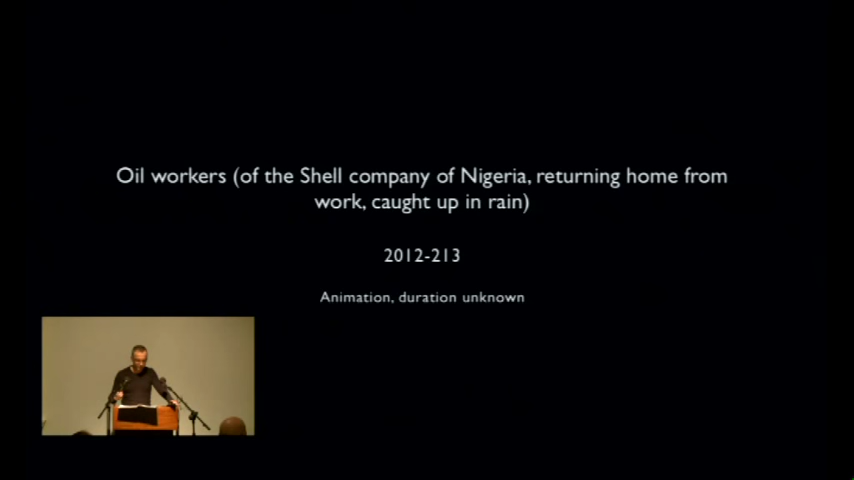 Oil workers (of the Shell company of Nigeria, returning home from
work, caught up in rain)
2012-213
Animation, duration unknown